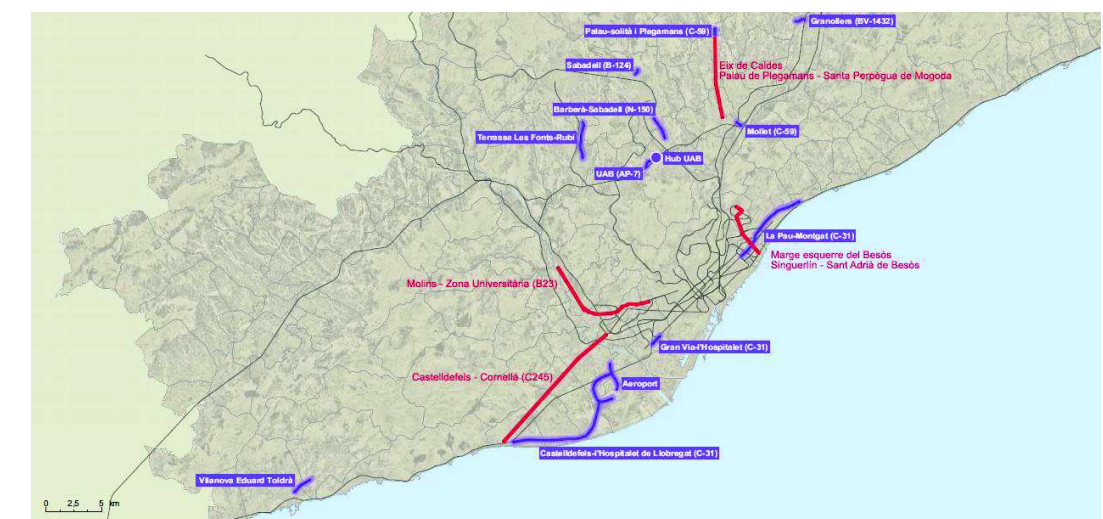 Granollers (BV-1432)
Palau-solità i Plegamans (C-59)
Sabadell (B-124)
Eix de Caldes
Palau de Plegamans - Santa Perpègua de Mogoda
Barberà-Sabadell (N-150)
Terrassa Les Fonts-Rubí
Mollet (C-59)
Hub UAB
UAB (AP-7)
La Pau-Montgat (C-31)
Marge esquerre del Besòs
Singuerlín - Sant Adrià de Besòs
Molins - Zona Universitària (B23)
Gran Via-l'Hospitalet (C-31)
Castelldefels - Cornellà (C245)
Aeroport
Castelldefels-l'Hospitalet de Llobregat (C-31)
Vilanova Eduard Toldrà
0 2,5 5 km